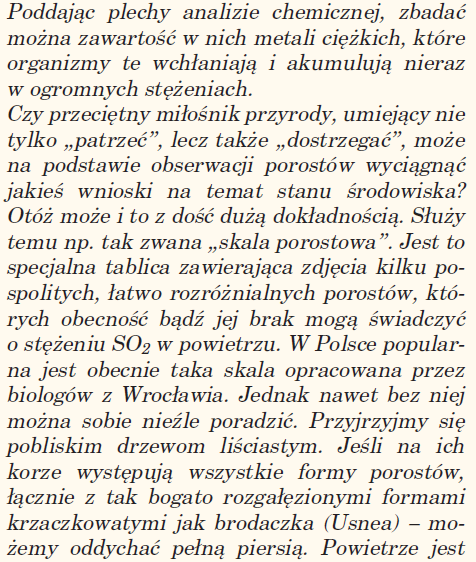 Poddając plechy analizie chemicznej, zbadać
można zawartość w nich metali ciężkich, które
organizmy te wchłaniają i akumulują nieraz
w ogromnych stężeniach.
Czy przeciętny miłośnik przyrody, umiejący nie
tylko „patrzeć”, lecz także „dostrzegać”, może
na podstawie obserwacji porostów wyciągnąć
jakieś wnioski na temat stanu środowiska?
Otóż może i to z dość dużą dokładnością. Służy
temu np. tak zwana „skala porostowa”. Jest to
specjalna tablica zawierająca zdjęcia kilku po-
spolitych, łatwo rozróżnialnych porostów, któ-
rych obecność bądź jej brak mogą świadczyć
o stężeniu SO₂ w powietrzu. W Polsce popular-
na jest obecnie taka skala opracowana przez
biologów z Wrocławia. Jednak nawet bez niej
można sobie nieźle poradzić. Przyjrzyjmy się
pobliskim drzewom liściastym. Jeśli na ich
korze występują wszystkie formy porostów,
łącznie z tak bogato rozgałęzionymi formami
krzaczkowatymi jak brodaczka (Usnea) – mo-
żemy oddychać pełną piersią. Powietrze jest